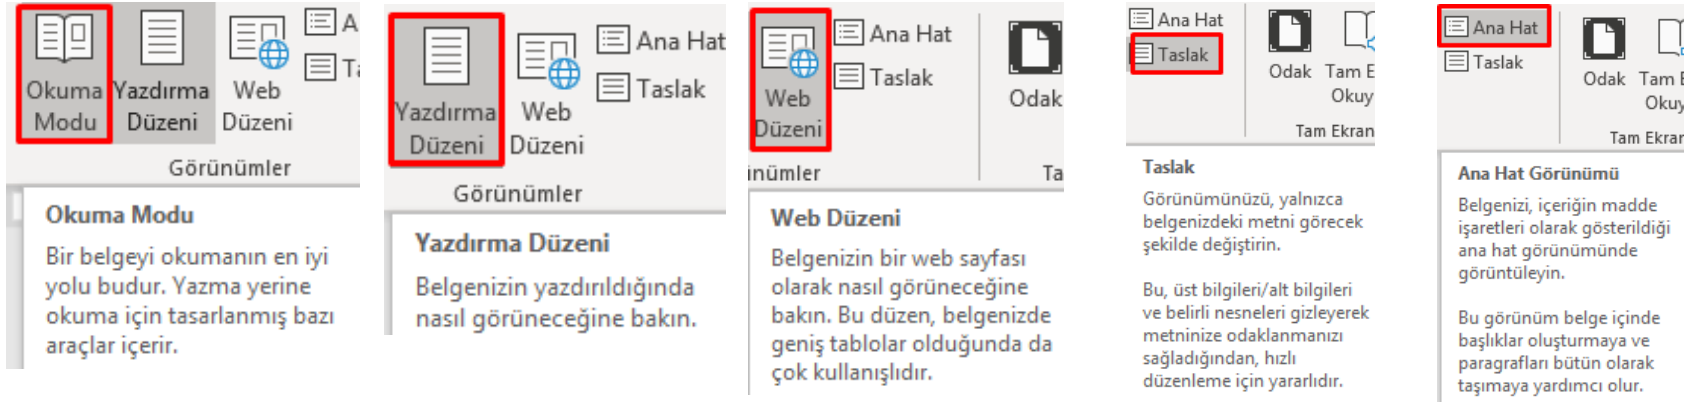 Okuma Modu
Yazdırma Düzeni
Web Düzeni
Görünümler
Okuma Modu
Bir belgeyi okumanın en iyi
yolu budur. Yazma yerine
okuma için tasarlanmış bazı
araçlar içerir.
Yazdırma Düzeni
Web Düzeni
Ana Hat
Taslak
Görünümler
Yazdırma Düzeni
Belgenizin yazdırıldığında
nasıl görüneceğine bakın.
Web Düzeni
Ana Hat
Taslak
Odak
inümler
Ta
Web Düzeni
Belgenizin bir web sayfası
olarak nasıl görüneceğine
bakın. Bu düzen, belgenizde
geniş tablolar olduğunda da
çok kullanışlıdır.
Ana Hat
Taslak
Odak
Tam E
Okuy
Tam Ekran
Taslak
Görünümünüzü, yalnızca
belgenizdeki metni görecek
şekilde değiştirin.
Bu, üst bilgileri/alt bilgileri
ve belirli nesneleri gizleyerek
metninize odaklanmanızı
sağladığından, hızlı
düzenleme için yararlıdır.
Ana Hat
Taslak
Odak
Tam E
Okuy
Tam Ekran
Ana Hat Görünümü
Belgenizi, içeriğin madde
işaretleri olarak gösterildiği
ana hat görünümünde
görüntüleyin.
Bu görünüm belge içinde
başlıklar oluşturmaya ve
paragrafları bütün olarak
taşımaya yardımcı olur.